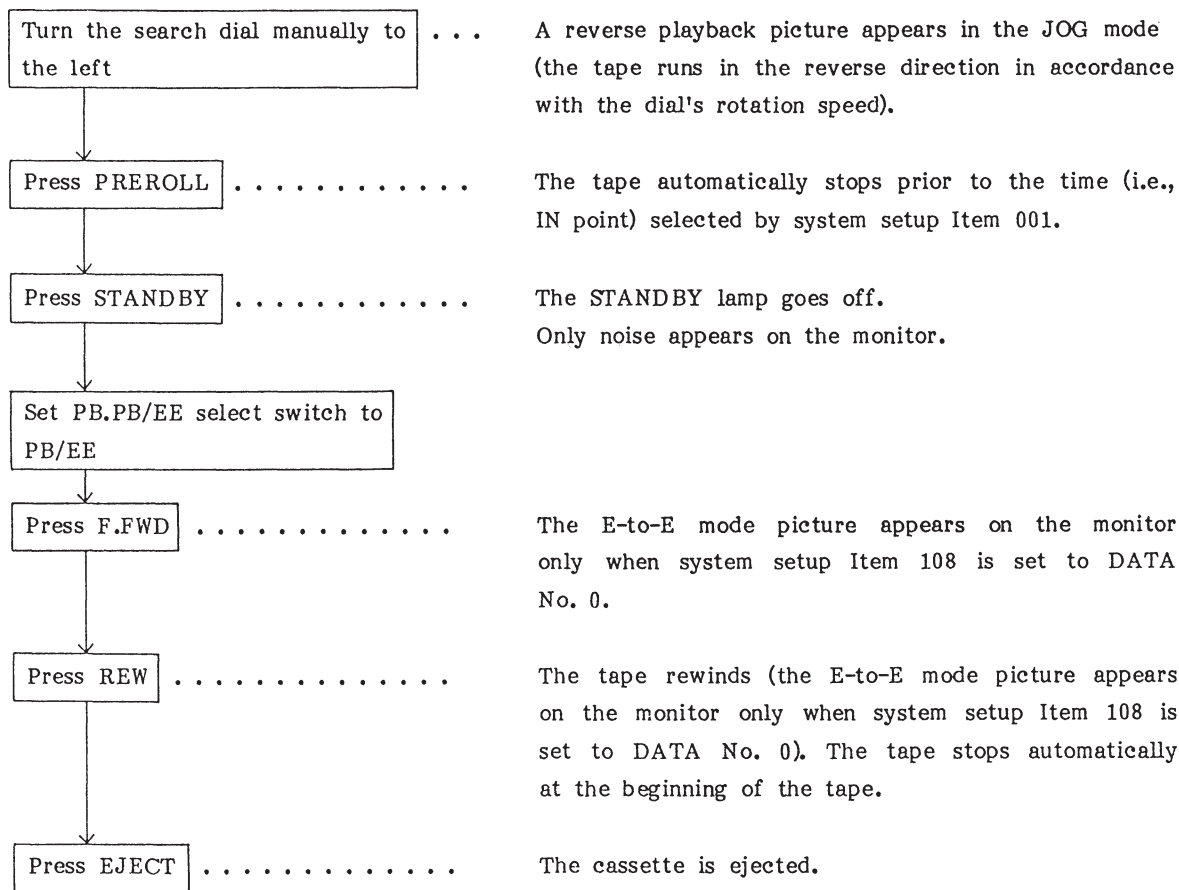 Turn the search dial manually to . . . A reverse playback picture appears in the JOG mode
the left (the tape runs in the reverse direction in accordance
with the dial's rotation speed).
Press PREROLL . . . . . . . . . . . . The tape automatically stops prior to the time (i.e.,
IN point) selected by system setup Item 001.
Press STANDBY . . . . . . . . . . . . The STANDBY lamp goes off.
Only noise appears on the monitor.
Set PB.PB/EE select switch to
PB/EE
Press F.FWD . . . . . . . . . . . . . The E-to-E mode picture appears on the monitor
only when system setup Item 108 is set to DATA
No. 0.
Press REW . . . . . . . . . . . . . . The tape rewinds (the E-to-E mode picture appears
on the monitor only when system setup Item 108 is
set to DATA No. 0). The tape stops automatically
at the beginning of the tape.
Press EJECT . . . . . . . . . . . . . The cassette is ejected.